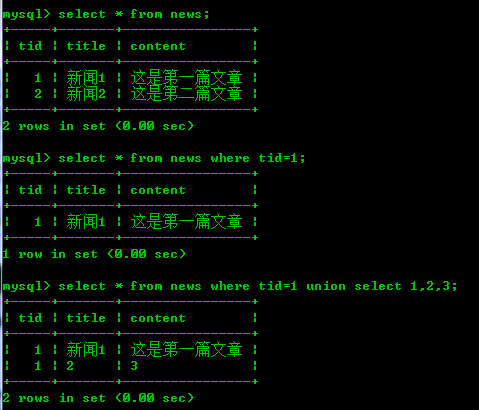 mysql> select * from news;
+-----+-------+----------------+
| tid | title | content        |
+-----+-------+----------------+
|   1 | 新闻1 | 这是第一篇文章 |
|   2 | 新闻2 | 这是第二篇文章 |
+-----+-------+----------------+
2 rows in set (0.00 sec)
mysql> select * from news where tid=1;
+-----+-------+----------------+
| tid | title | content        |
+-----+-------+----------------+
|   1 | 新闻1 | 这是第一篇文章 |
+-----+-------+----------------+
1 row in set (0.00 sec)
mysql> select * from news where tid=1 union select 1,2,3;
+-----+-------+----------------+
| tid | title | content        |
+-----+-------+----------------+
|   1 | 新闻1 | 这是第一篇文章 |
|   1 | 2     | 3              |
+-----+-------+----------------+
2 rows in set (0.00 sec)